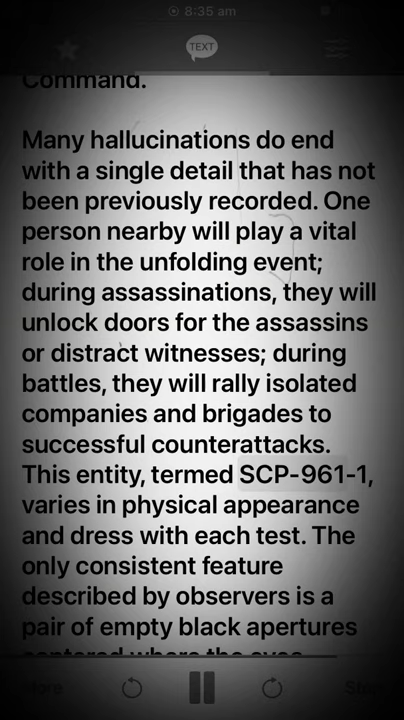 8:35 am
TEXT
Command.
Many hallucinations do end
with a single detail that has not
been previously recorded. One
person nearby will play a vital
role in the unfolding event;
during assassinations, they will
unlock doors for the assassins
or distract witnesses; during
battles, they will rally isolated
companies and brigades to
successful counterattacks.
This entity, termed SCP-961-1,
varies in physical appearance
and dress with each test. The
only consistent feature
described by observers is a
pair of empty black apertures
centered where the eyes